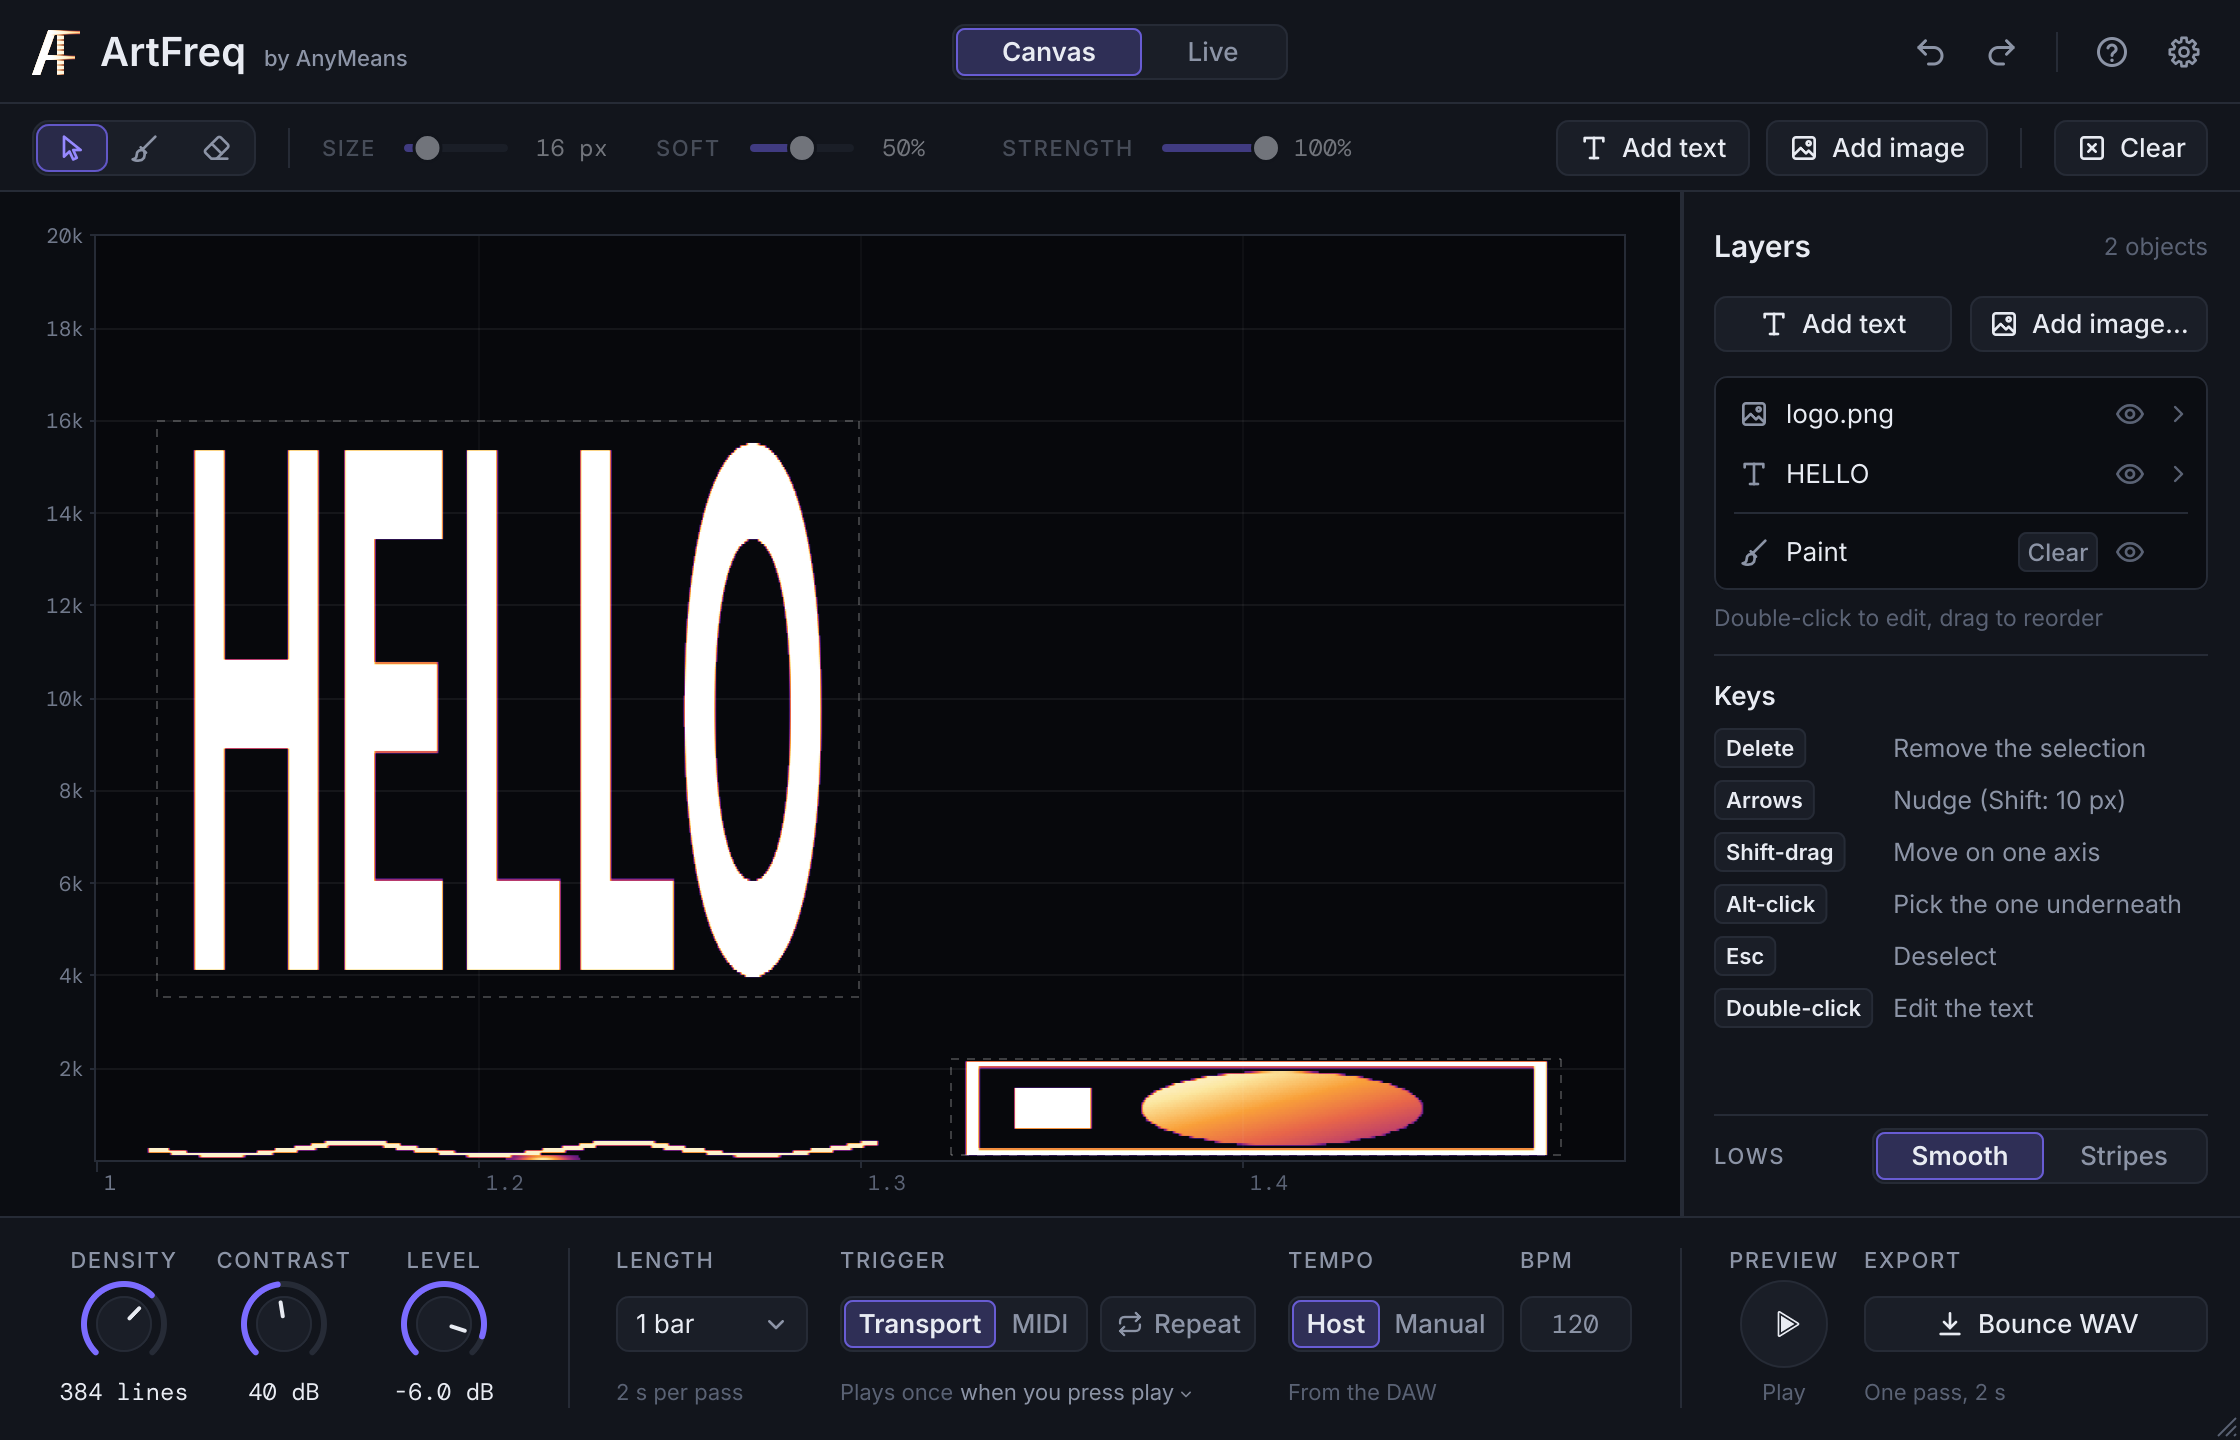 ArtFreq by AnyMeans
Canvas Live
SIZE 16 px SOFT 50% STRENGTH 100%
Add text Add image Clear
20k
18k
16k
14k
12k
10k
8k
6k
4k
2k
HELLO
1 1.2 1.3 1.4
Layers 2 objects
Add text Add image...
logo.png
HELLO
Paint Clear
Double-click to edit, drag to reorder
Keys
Delete Remove the selection
Arrows Nudge (Shift: 10 px)
Shift-drag Move on one axis
Alt-click Pick the one underneath
Esc Deselect
Double-click Edit the text
LOWS Smooth Stripes
DENSITY CONTRAST LEVEL LENGTH TRIGGER TEMPO BPM PREVIEW EXPORT
1 bar Transport MIDI Repeat Host Manual 120 Bounce WAV
384 lines 40 dB -6.0 dB 2 s per pass Plays once when you press play From the DAW Play One pass, 2 s